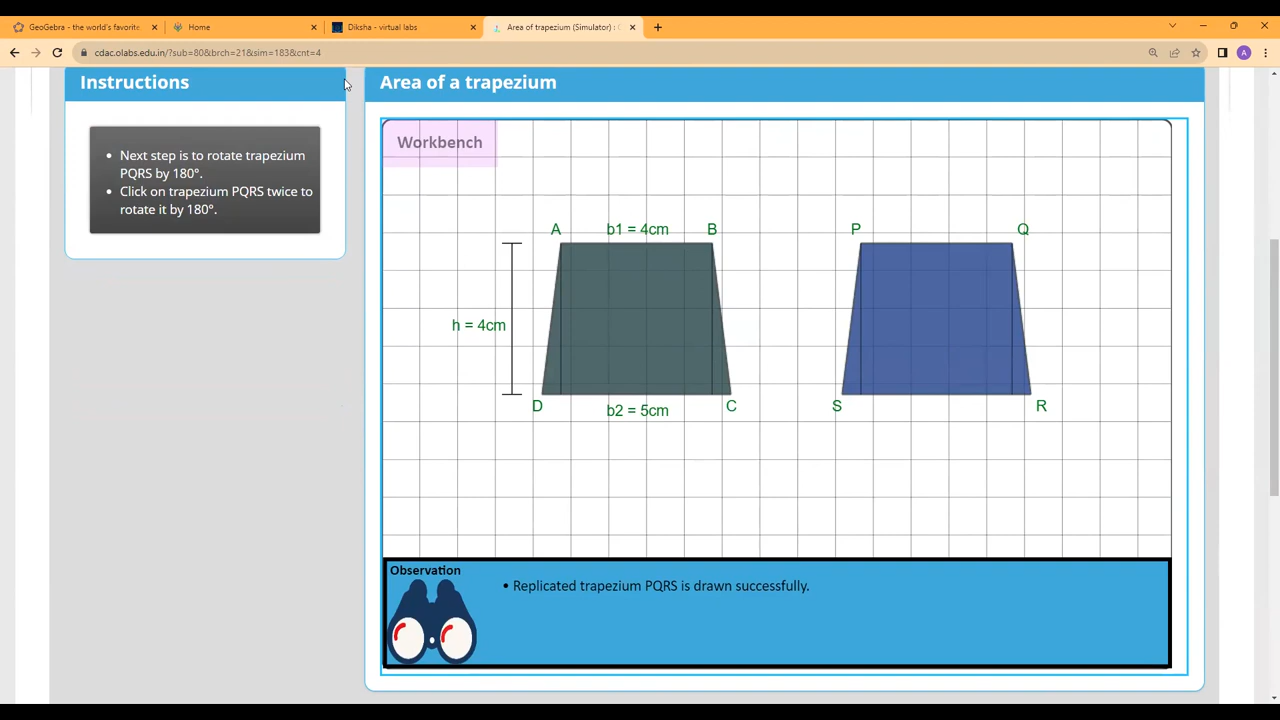 GeoGebra - the world's favorite,
Home
Diksha - virtual labs
Area of trapezium (Simulator) : C
cdac.olabs.edu.in/?sub=80&brch=21&sim=183&cnt=4
A
Instructions
Area of a trapezium
• Next step is to rotate trapezium
PQRS by 180°.
• Click on trapezium PQRS twice to
rotate it by 180°.
Workbench
A b1 = 4cm B P Q
h = 4cm
D b2 = 5cm C S R
Observation
• Replicated trapezium PQRS is drawn successfully.